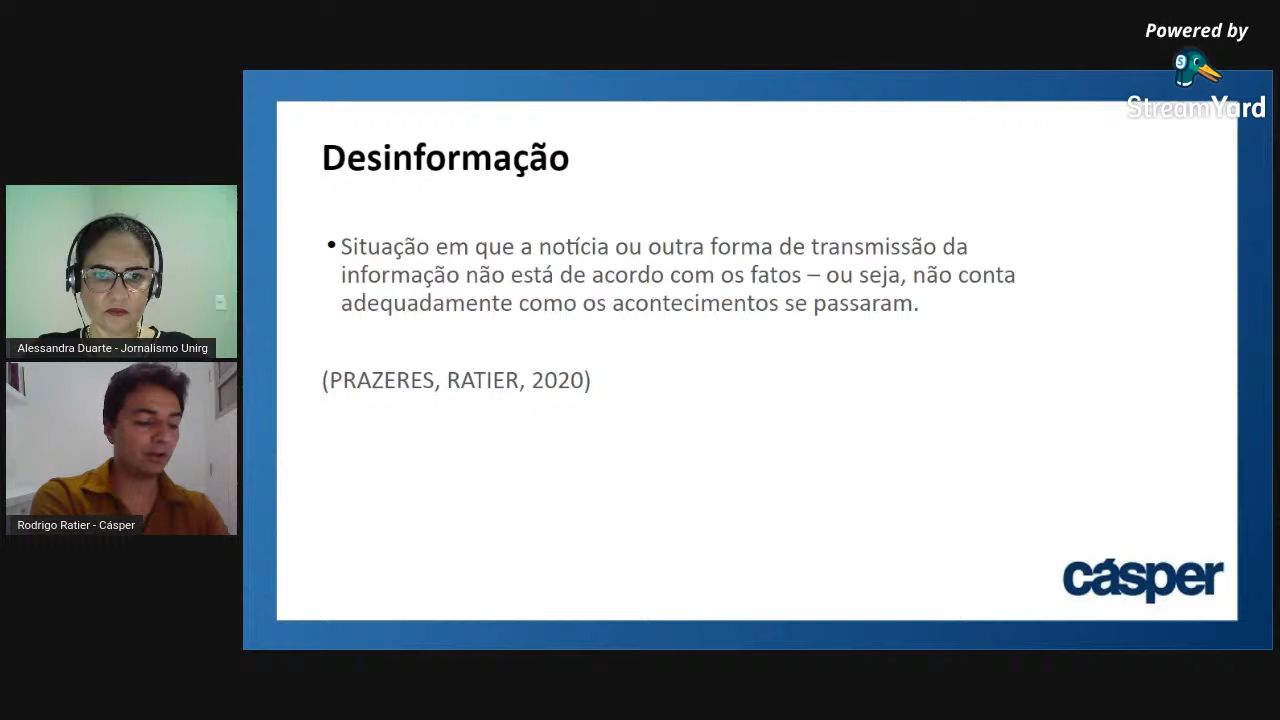 Powered by
StreamYard
Desinformação
• Situação em que a notícia ou outra forma de transmissão da
informação não está de acordo com os fatos – ou seja, não conta
adequadamente como os acontecimentos se passaram.
(PRAZERES, RATIER, 2020)
Alessandra Duarte - Jornalismo Unirg
Rodrigo Ratier - Cásper
cásper